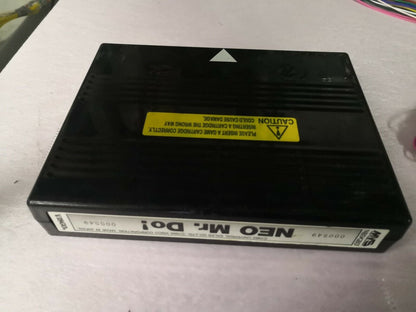 CAUTION
PLEASE INSERT A GAME CARTRIDGE CORRECTLY.
INSERTING A CARTRIDGE THE WRONG WAY
COULD CAUSE DAMAGE.
MVS
000549
NEO Mr. Do!
000549